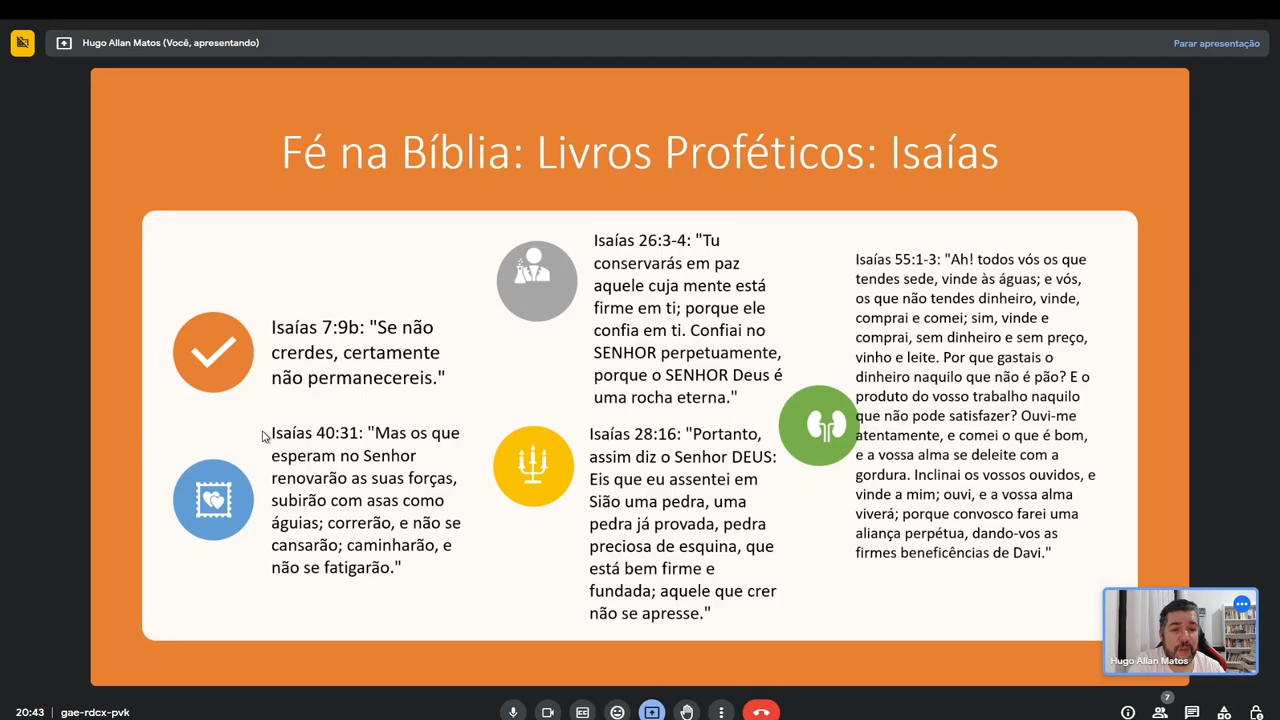 Hugo Allan Matos (Você, apresentando)
Parar apresentação
Fé na Bíblia: Livros Proféticos: Isaías
Isaías 7:9b: "Se não
crerdes, certamente
não permanecereis."
Isaías 40:31: "Mas os que
esperam no Senhor
renovarão as suas forças,
subirão com asas como
águias; correrão, e não se
cansarão; caminharão, e
não se fatigarão."
Isaías 26:3-4: "Tu
conservarás em paz
aquele cuja mente está
firme em ti; porque ele
confia em ti. Confiai no
SENHOR perpetuamente,
porque o SENHOR Deus é
uma rocha eterna."
Isaías 28:16: "Portanto,
assim diz o Senhor DEUS:
Eis que eu assentei em
Sião uma pedra, uma
pedra já provada, pedra
preciosa de esquina, que
está bem firme e
fundada; aquele que crer
não se apresse."
Isaías 55:1-3: "Ah! todos vós os que
tendes sede, vinde às águas; e vós,
os que não tendes dinheiro, vinde,
comprai e comei; sim, vinde e
comprai, sem dinheiro e sem preço,
vinho e leite. Por que gastais o
dinheiro naquilo que não é pão? E o
produto do vosso trabalho naquilo
que não pode satisfazer? Ouvi-me
atentamente, e comei o que é bom,
e a vossa alma se deleite com a
gordura. Inclinai os vossos ouvidos, e
vinde a mim; ouvi, e a vossa alma
viverá; porque convosco farei uma
aliança perpétua, dando-vos as
firmes beneficências de Davi."
Hugo Allan Matos
20:43 | gae-rdcx-pvk
7